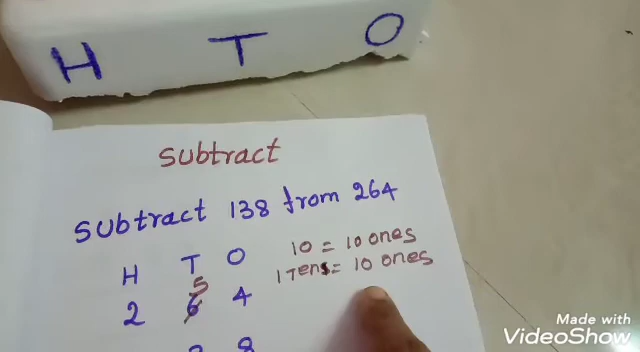 H T O
Subtract
Subtract 138 from 264
10 = 10 ones
1 Tens = 10 ones
H T O
5
2 6 4
8
Made with
VideoShow